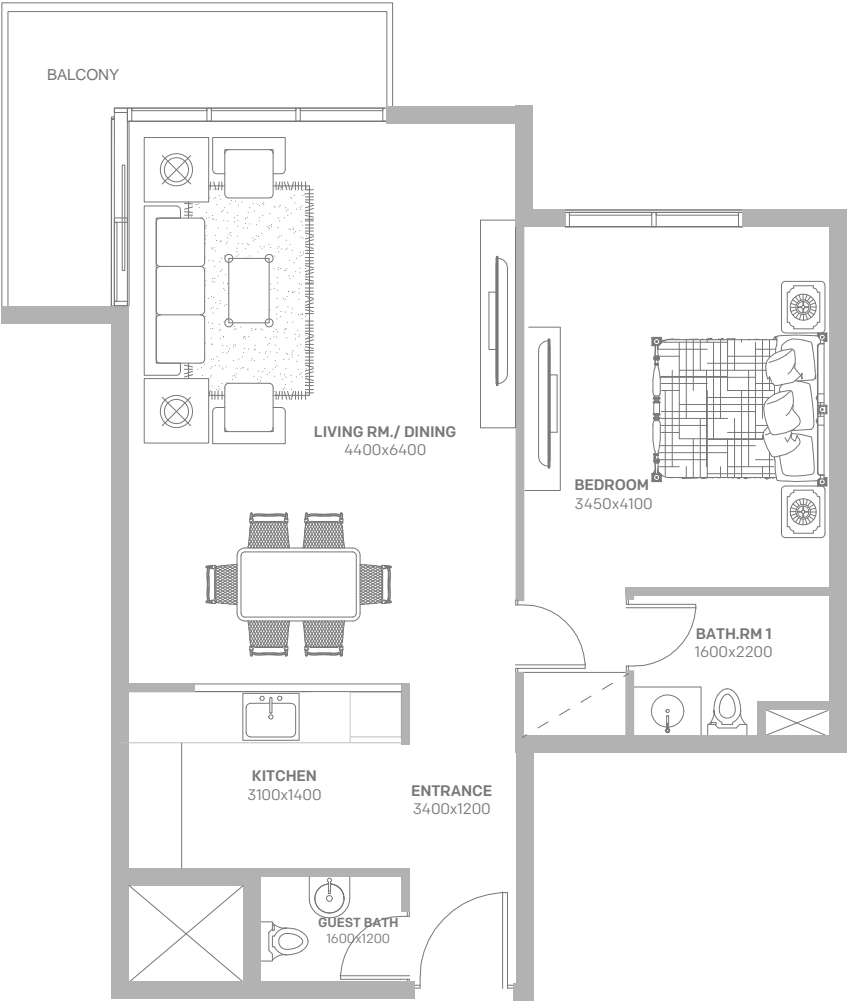 BALCONY
LIVING RM./ DINING
4400x6400
BEDROOM
3450x4100
BATH.RM 1
1600x2200
KITCHEN
3100x1400
ENTRANCE
3400x1200
GUEST BATH
1600x1200